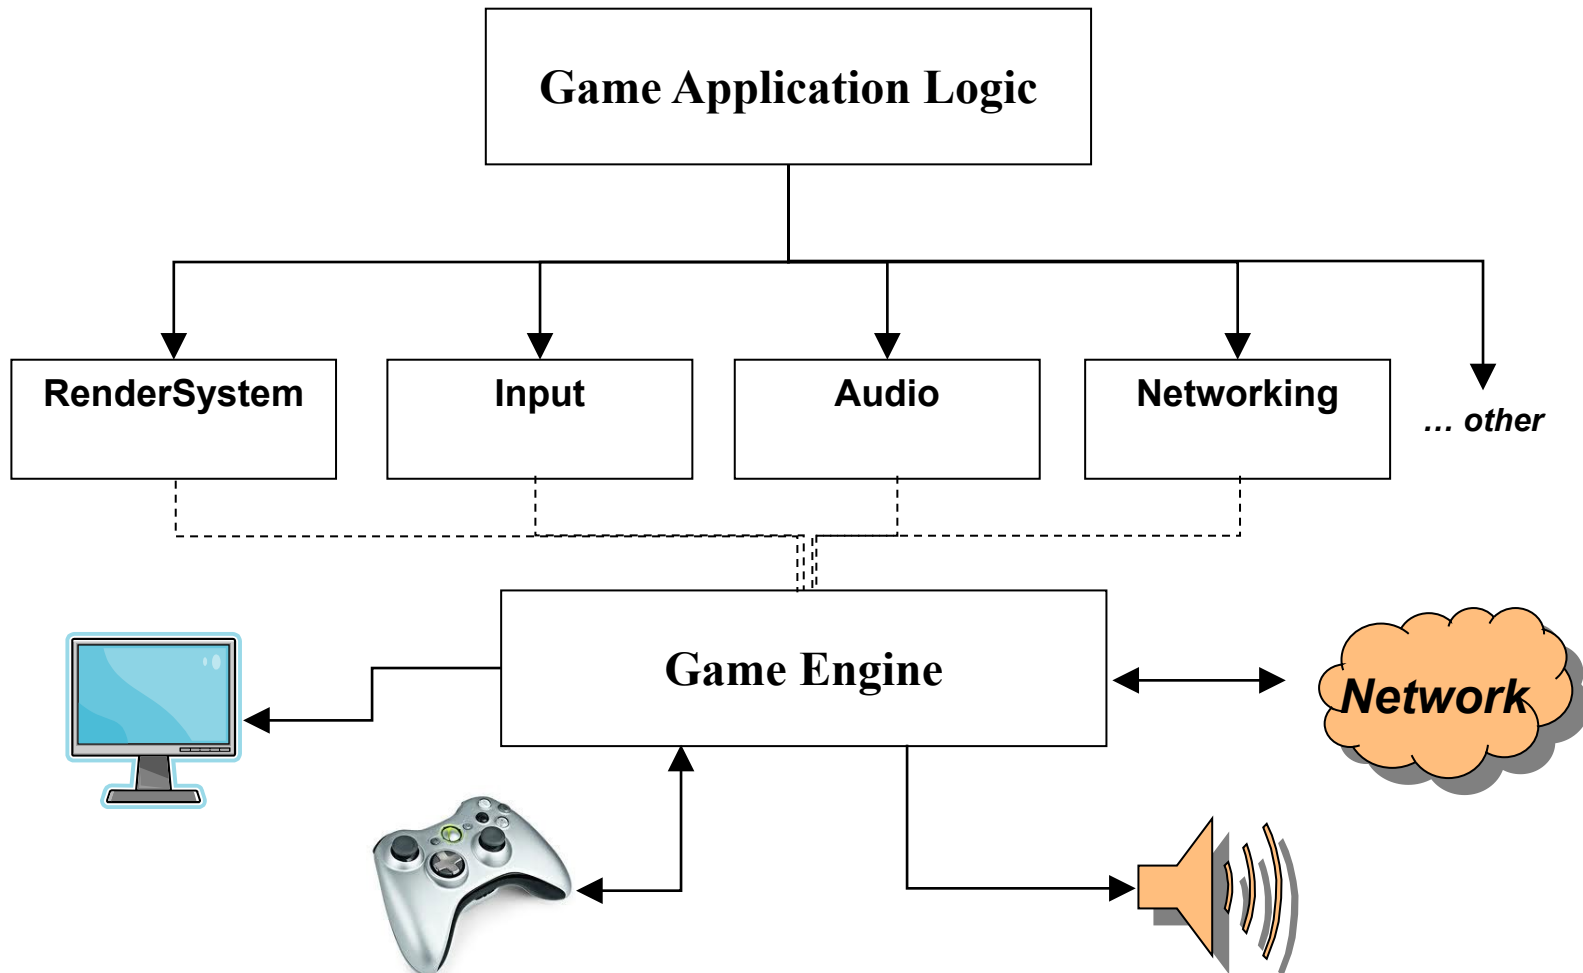 Game Application Logic
RenderSystem
Input
Audio
Networking
... other
Game Engine
Network